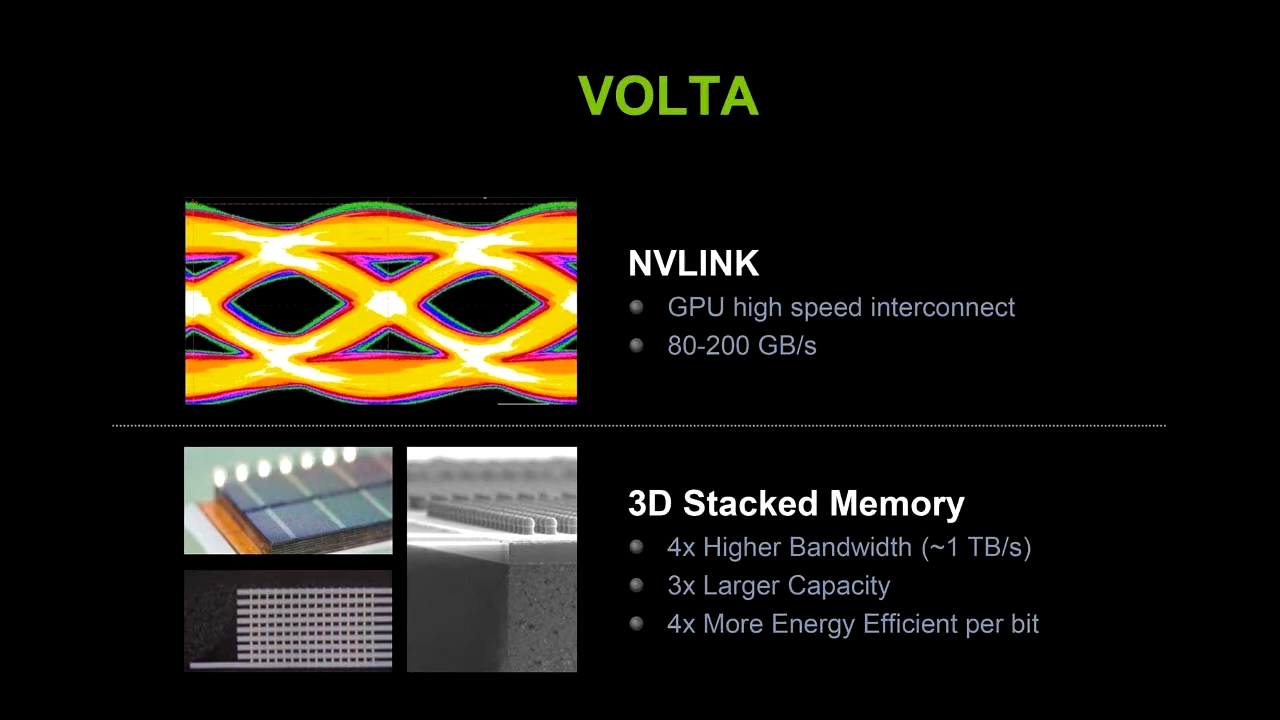 VOLTA
NVLINK
GPU high speed interconnect
80-200 GB/s
3D Stacked Memory
4x Higher Bandwidth (~1 TB/s)
3x Larger Capacity
4x More Energy Efficient per bit